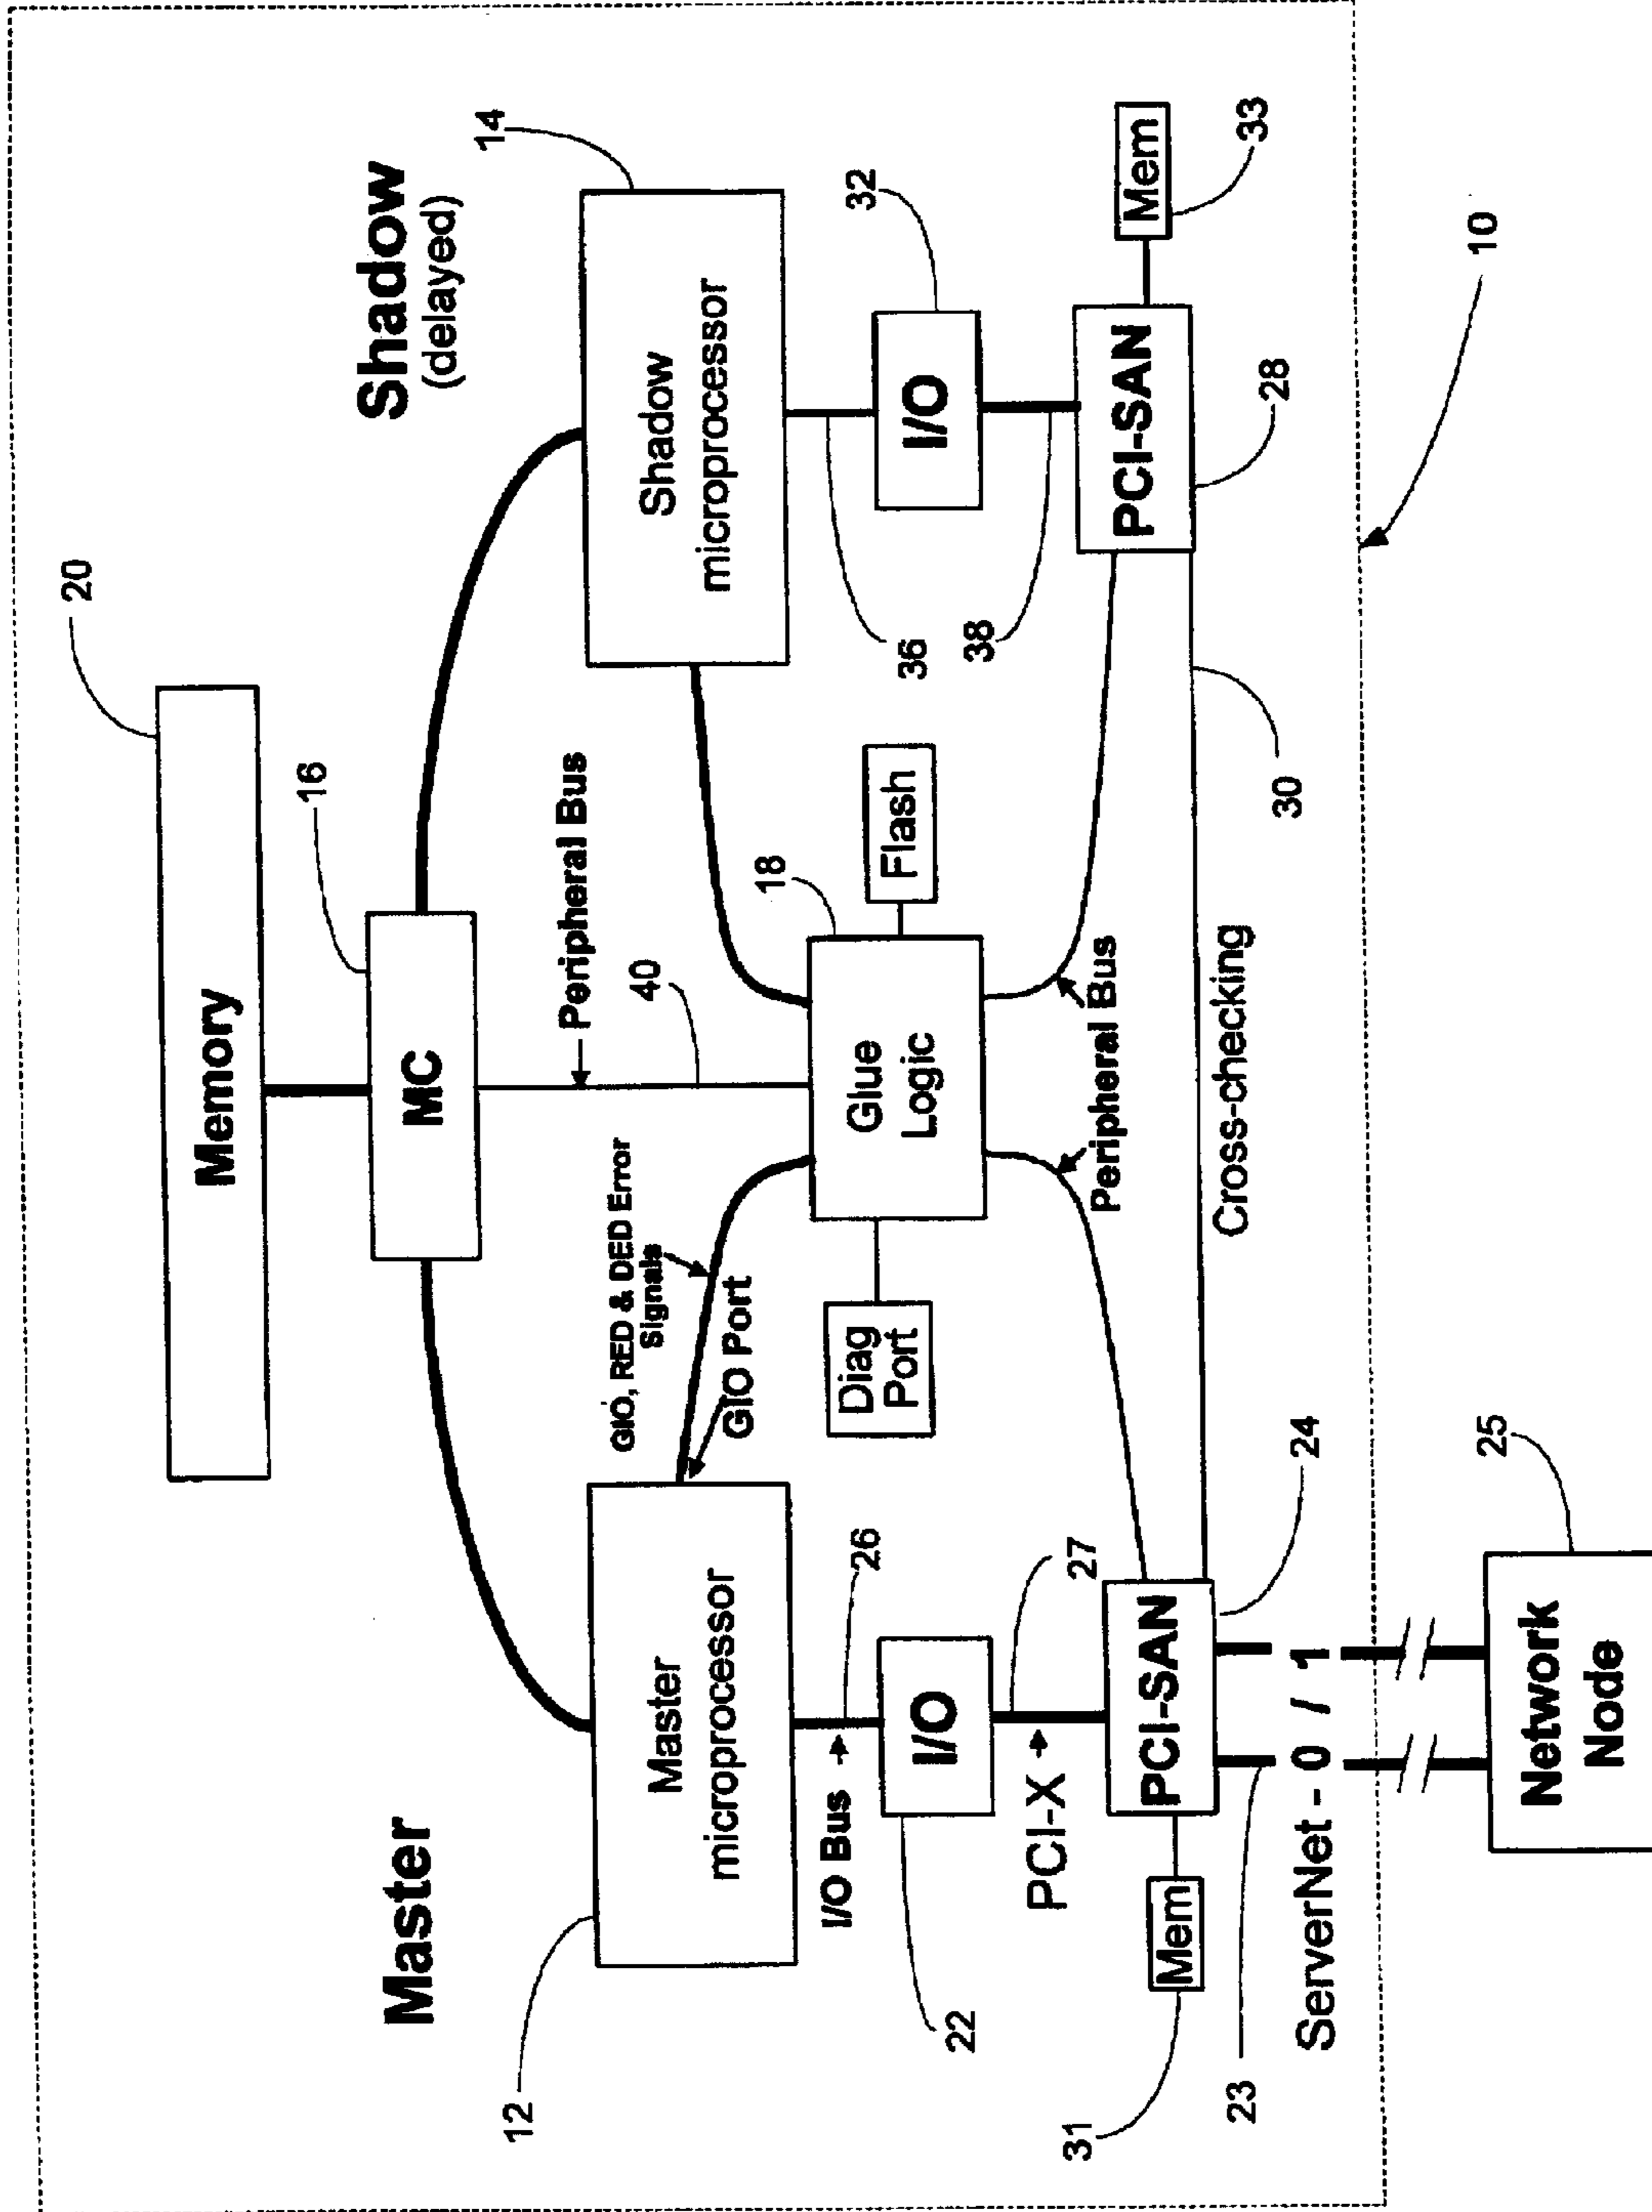 20
Memory
16
MC
Master
Shadow
(delayed)
12
14
Master
microprocessor
Shadow
microprocessor
Peripheral Bus
40
GIO, RED & DED Error
Signals
GIO Port
18
Glue
Logic
Diag
Port
Flash
I/O Bus
26
22
I/O
32
I/O
36
38
PCI-X
27
Peripheral Bus
31
Mem
PCI-SAN
24
PCI-SAN
28
Mem
33
Cross-checking
30
23
ServerNet - 0 / 1
10
25
Network
Node